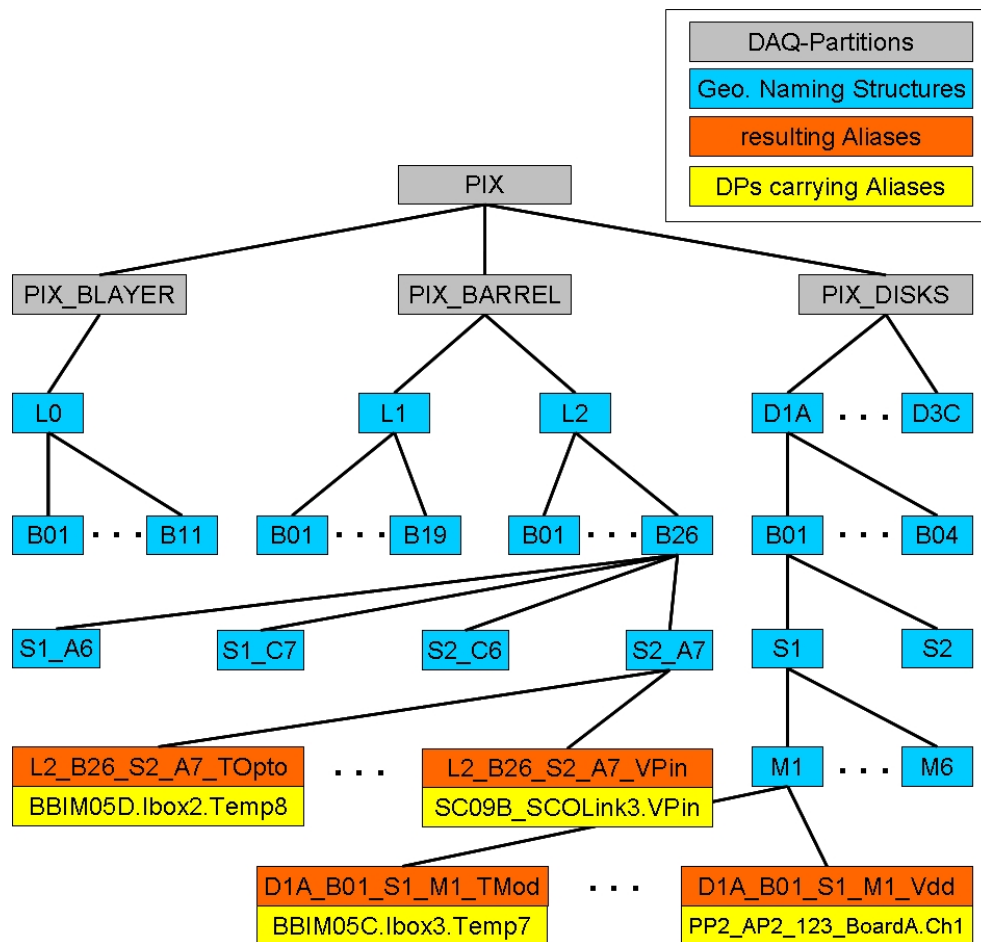 DAQ-Partitions
Geo. Naming Structures
resulting Aliases
DPs carrying Aliases
PIX
PIX_BLAYER
PIX_BARREL
PIX_DISKS
L0
L1
L2
D1A
. . .
D3C
B01
. . .
B11
B01
. . .
B19
B01
. . .
B26
B01
. . .
B04
S1_A6
S1_C7
S2_C6
S2_A7
S1
S2
L2_B26_S2_A7_TOpto
BBIM05D.Ibox2.Temp8
. . .
L2_B26_S2_A7_VPin
SC09B_SCOLink3.VPin
M1
. . .
M6
D1A_B01_S1_M1_TMod
BBIM05C.Ibox3.Temp7
. . .
D1A_B01_S1_M1_Vdd
PP2_AP2_123_BoardA.Ch1